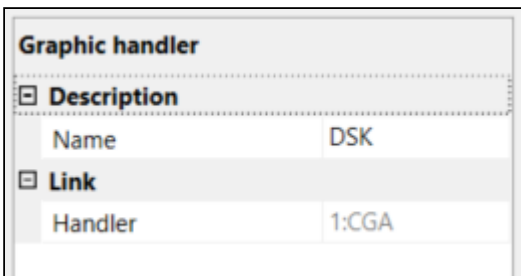 Graphic handler
Description
Name DSK
Link
Handler 1:CGA